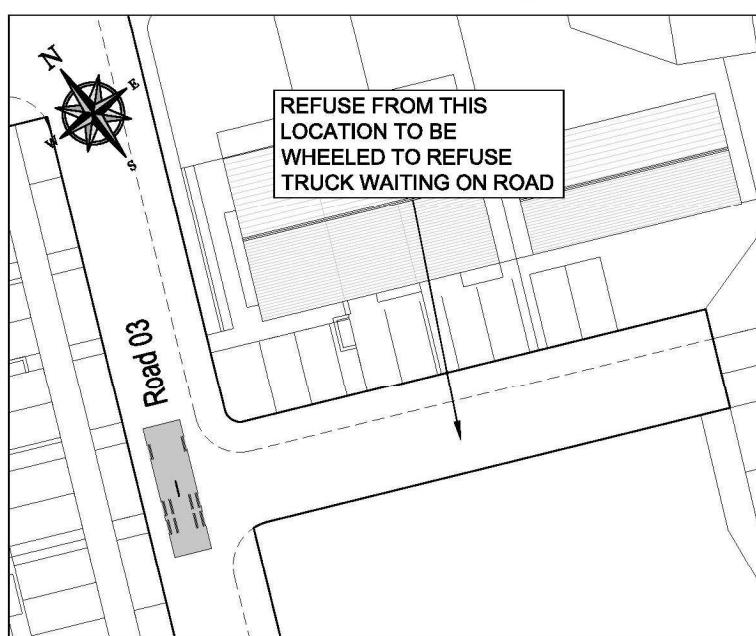 N
E
W
S
REFUSE FROM THIS
LOCATION TO BE
WHEELED TO REFUSE
TRUCK WAITING ON ROAD
Road 03